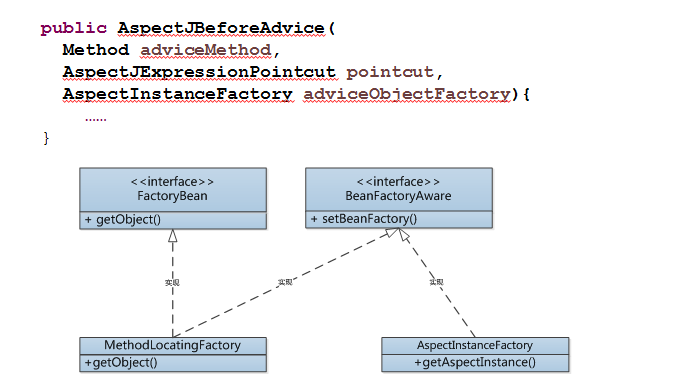 public AspectJBeforeAdvice(
Method adviceMethod,
AspectJExpressionPointcut pointcut,
AspectInstanceFactory adviceObjectFactory){
……
}
<<interface>>
FactoryBean
+ getObject()
<<interface>>
BeanFactoryAware
+ setBeanFactory()
实现
实现
实现
MethodLocatingFactory
+getObject()
AspectInstanceFactory
+getAspectInstance()